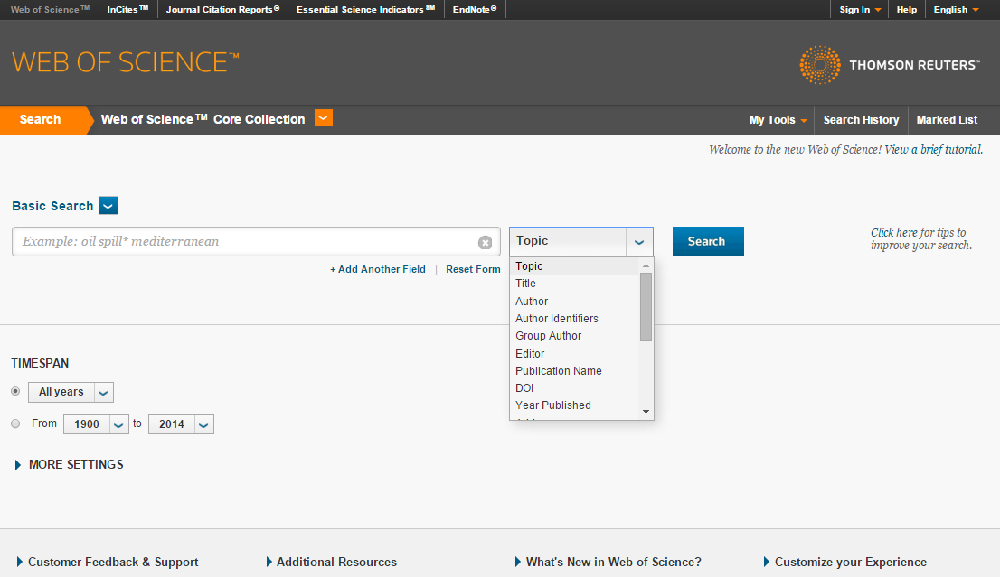 Web of Science™ InCites™ Journal Citation Reports® Essential Science Indicators℠ EndNote® Sign In Help English
WEB OF SCIENCE™
THOMSON REUTERS™
Search Web of Science™ Core Collection My Tools Search History Marked List
Welcome to the new Web of Science! View a brief tutorial.
Basic Search
Example: oil spill* mediterranean Topic Search
Click here for tips to
improve your search.
+ Add Another Field | Reset Form
Topic
Title
Author
Author Identifiers
Group Author
Editor
Publication Name
DOI
Year Published
TIMESPAN
All years
From 1900 to 2014
MORE SETTINGS
Customer Feedback & Support Additional Resources What's New in Web of Science? Customize your Experience